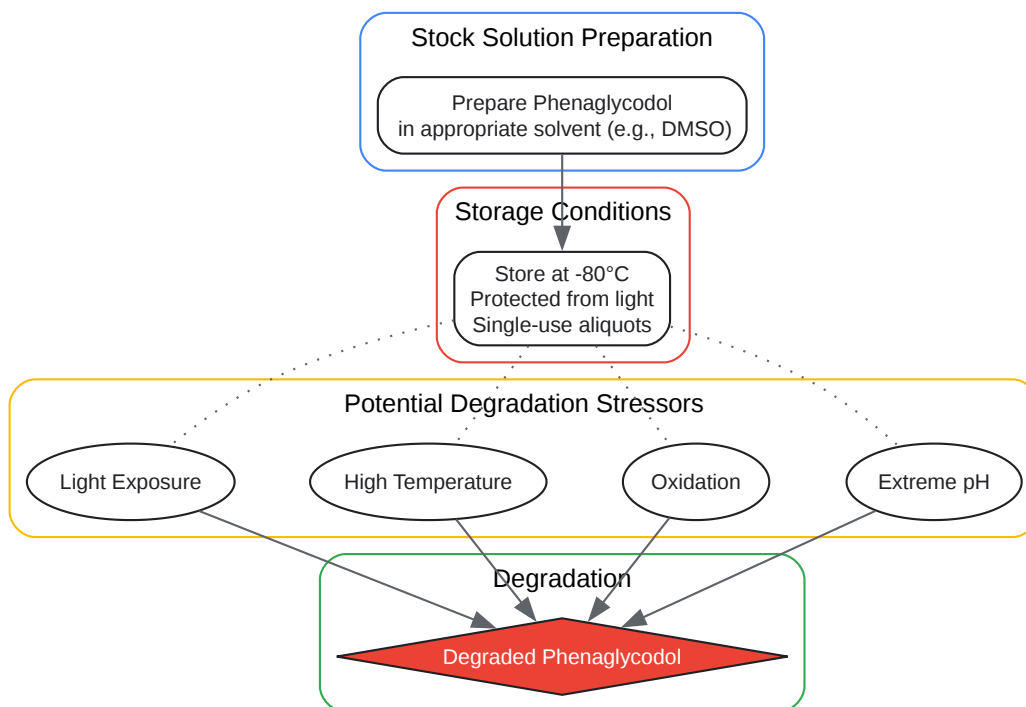 Stock Solution Preparation
Prepare Phenaglycodol
in appropriate solvent (e.g., DMSO)
Storage Conditions
Store at -80°C
Protected from light
Single-use aliquots
Potential Degradation Stressors
Light Exposure
High Temperature
Oxidation
Extreme pH
Degradation
Degraded Phenaglycodol